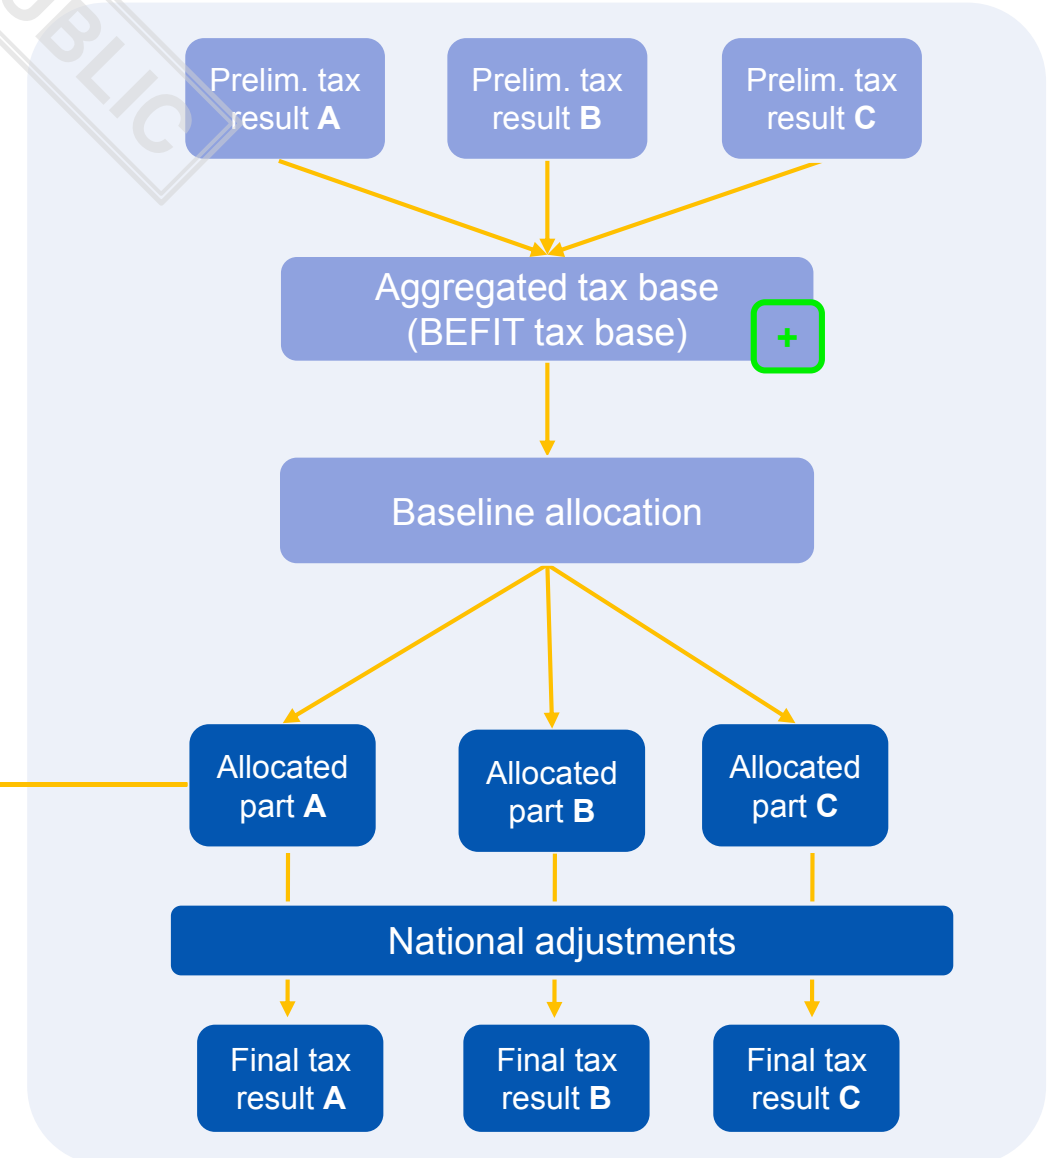 UBLIC
Prelim. tax
result A
Prelim. tax
result B
Prelim. tax
result C
Aggregated tax base
(BEFIT tax base)
+
Baseline allocation
Allocated
part A
Allocated
part B
Allocated
part C
National adjustments
Final tax
result A
Final tax
result B
Final tax
result C